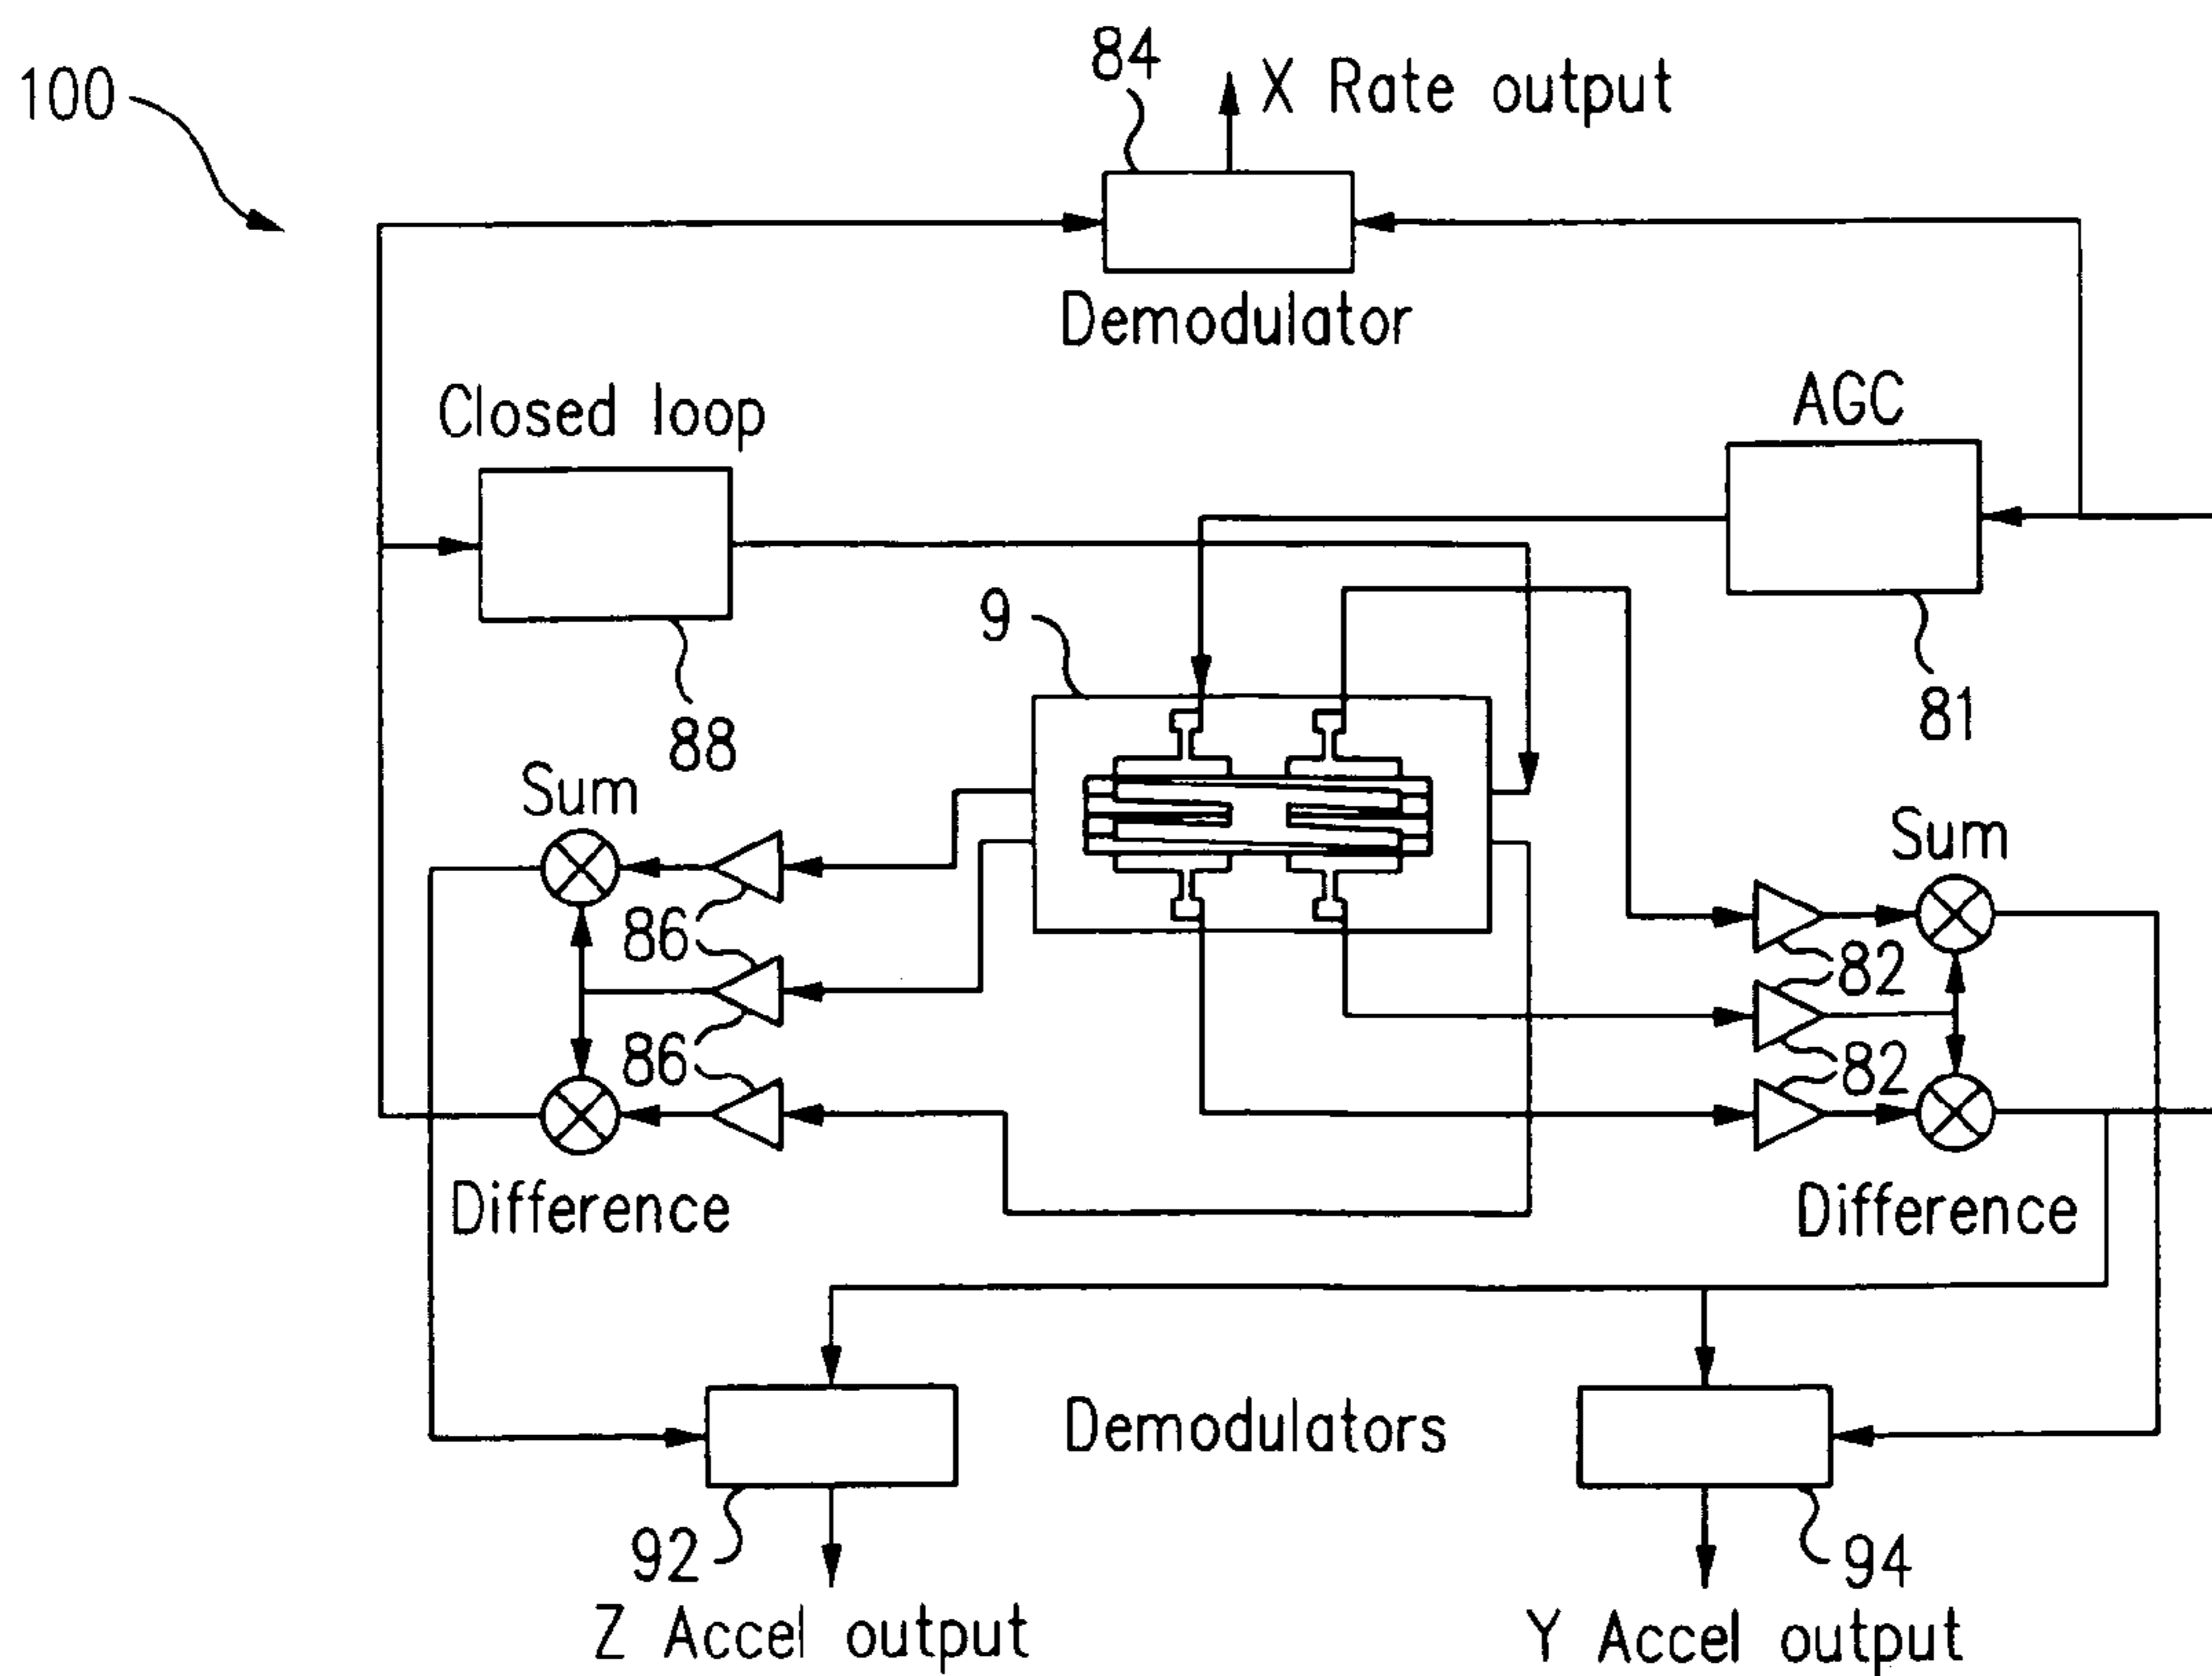 84
X Rate output
100
Demodulator
Closed loop
AGC
9
81
88
Sum
Sum
86
82
86
82
Difference
Difference
Demodulators
92
94
Z Accel output
Y Accel output